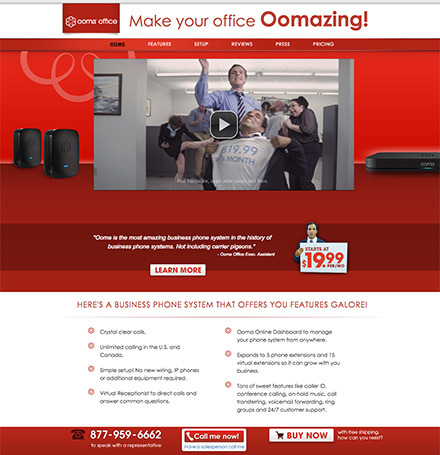 ooma office
Make your office Oomazing!
HOME FEATURES SETUP REVIEWS PRESS PRICING
$19.99
A MONTH
Plus hardware, applicable taxes and fees.
ooma
"Ooma is the most amazing business phone system in the history of
business phone systems. Not including carrier pigeons."
- Ooma Office Exec. Assistant
LEARN MORE
STARTS AT
$19.99
& PER/MO
HERE'S A BUSINESS PHONE SYSTEM THAT OFFERS YOU FEATURES GALORE!
Crystal clear calls.
Unlimited calling in the U.S. and
Canada.
Simple setup! No new wiring, IP phones
or additional equipment required.
Virtual Receptionist to direct calls and
answer common questions.
Ooma Online Dashboard to manage
your phone system from anywhere.
Expands to 5 phone extensions and 15
virtual extensions so it can grow with you
business.
Tons of sweet features like caller ID,
conference calling, on-hold music, call
transferring, voicemail forwarding, ring
groups and 24/7 customer support.
877-959-6662
to speak with a representative
Call me now!
Have a salesperson call me
BUY NOW
with free shipping,
how can you resist?